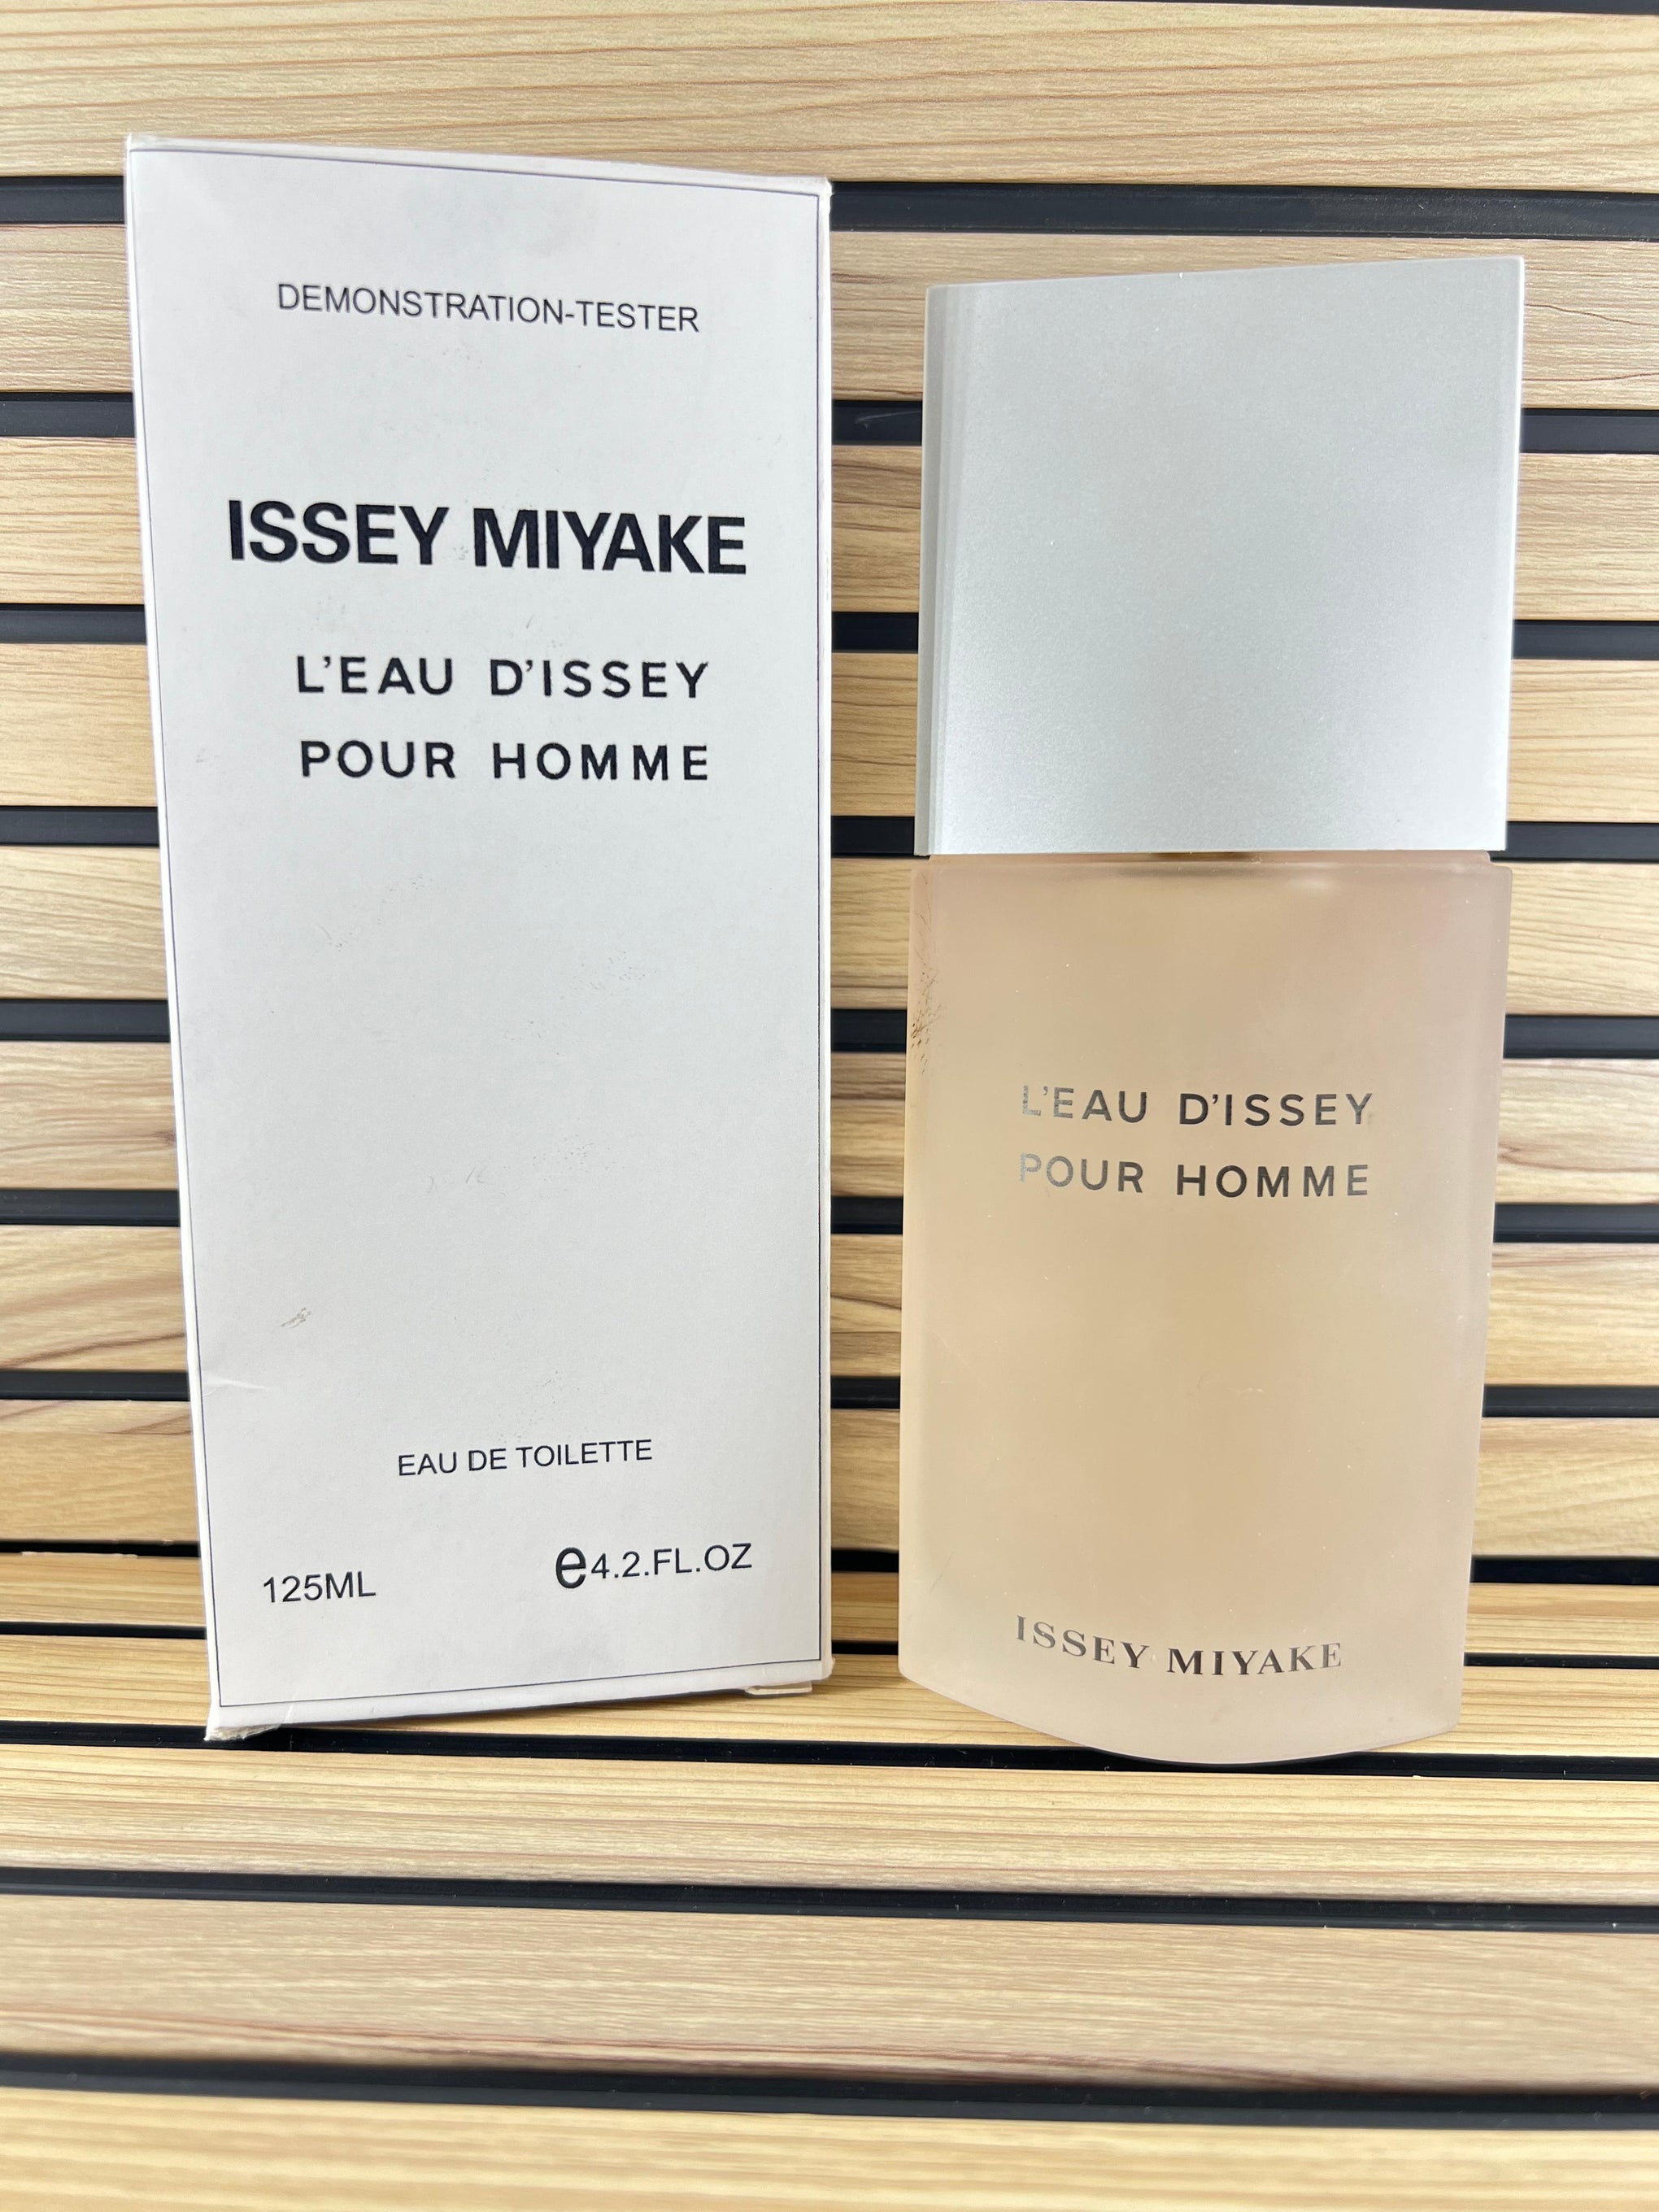 DEMONSTRATION-TESTER
ISSEY MIYAKE
L'EAU D'ISSEY
POUR HOMME
EAU DE TOILETTE
125ML e4.2.FL.OZ
L'EAU D'ISSEY
POUR HOMME
ISSEY MIYAKE